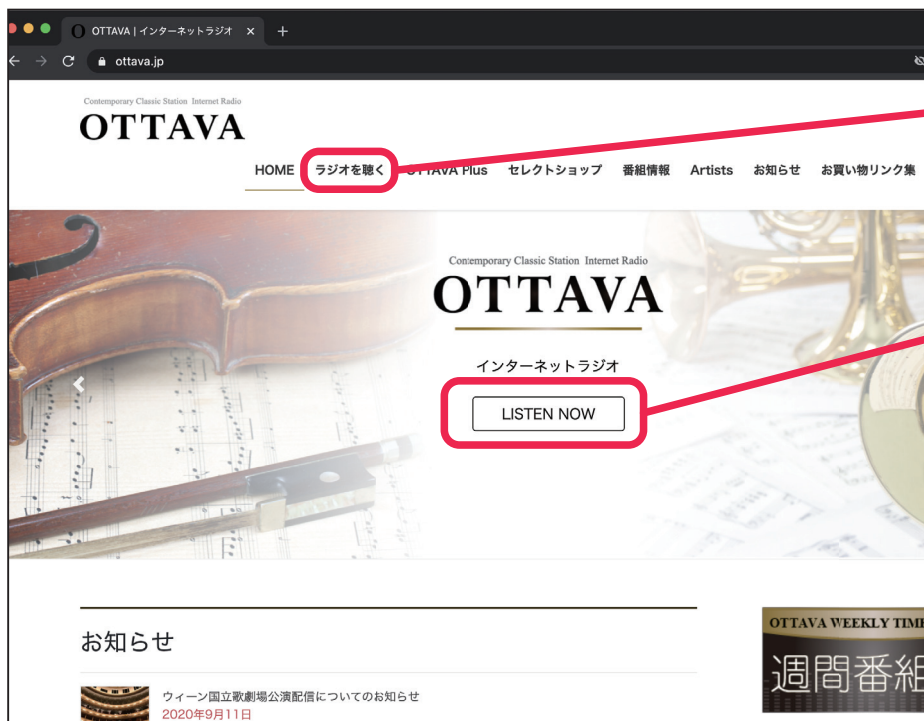 OTTAVA | インターネットラジオ
ottava.jp
Contemporary Classic Station Internet Radio
OTTAVA
HOME ラジオを聴く OTTAVA Plus セレクトショップ 番組情報 Artists お知らせ お買い物リンク集
Contemporary Classic Station Internet Radio
OTTAVA
インターネットラジオ
LISTEN NOW
お知らせ
ウィーン国立歌劇場公演配信についてのお知らせ
2020年9月11日
OTTAVA WEEKLY TIME
週間番組